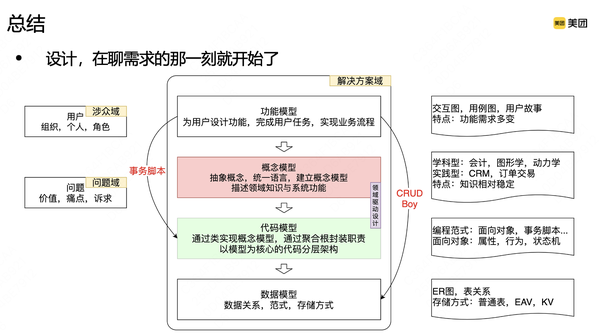 总结
美团 美团
• 设计，在聊需求的那一刻就开始了
解决方案域
涉众域
用户
组织，个人，角色
问题域
问题
价值，痛点，诉求
功能模型
为用户设计功能，完成用户任务，实现业务流程
事务脚本
概念模型
抽象概念，统一语言，建立概念模型
描述领域知识与系统功能
领域驱动设计
CRUD
Boy
代码模型
通过类实现概念模型，通过聚合根封装职责
以模型为核心的代码分层架构
数据模型
数据关系，范式，存储方式
交互图，用例图，用户故事
特点：功能需求多变
学科型：会计，图形学，动力学
实践型：CRM，订单交易
特点：知识相对稳定
编程范式：面向对象，事务脚本...
面向对象：属性，行为，状态机
ER图，表关系
存储方式：普通表，EAV，KV